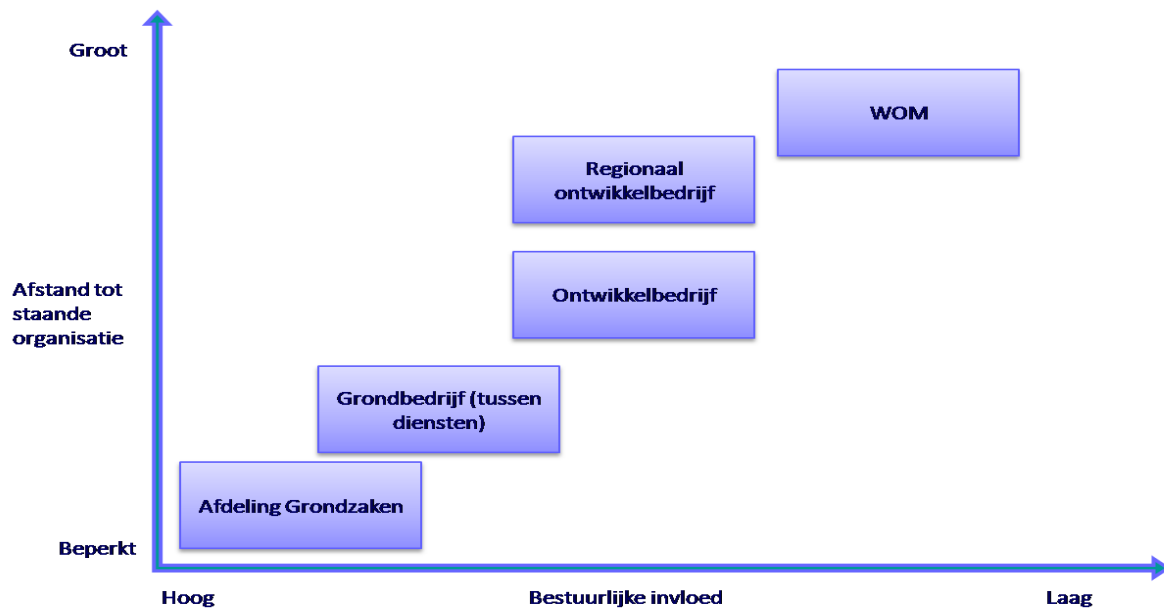 Groot
WOM
Regionaal
ontwikkelbedrijf
Afstand tot
staande
organisatie
Ontwikkelbedrijf
Grondbedrijf (tussen
diensten)
Afdeling Grondzaken
Beperkt
Hoog
Bestuurlijke invloed
Laag